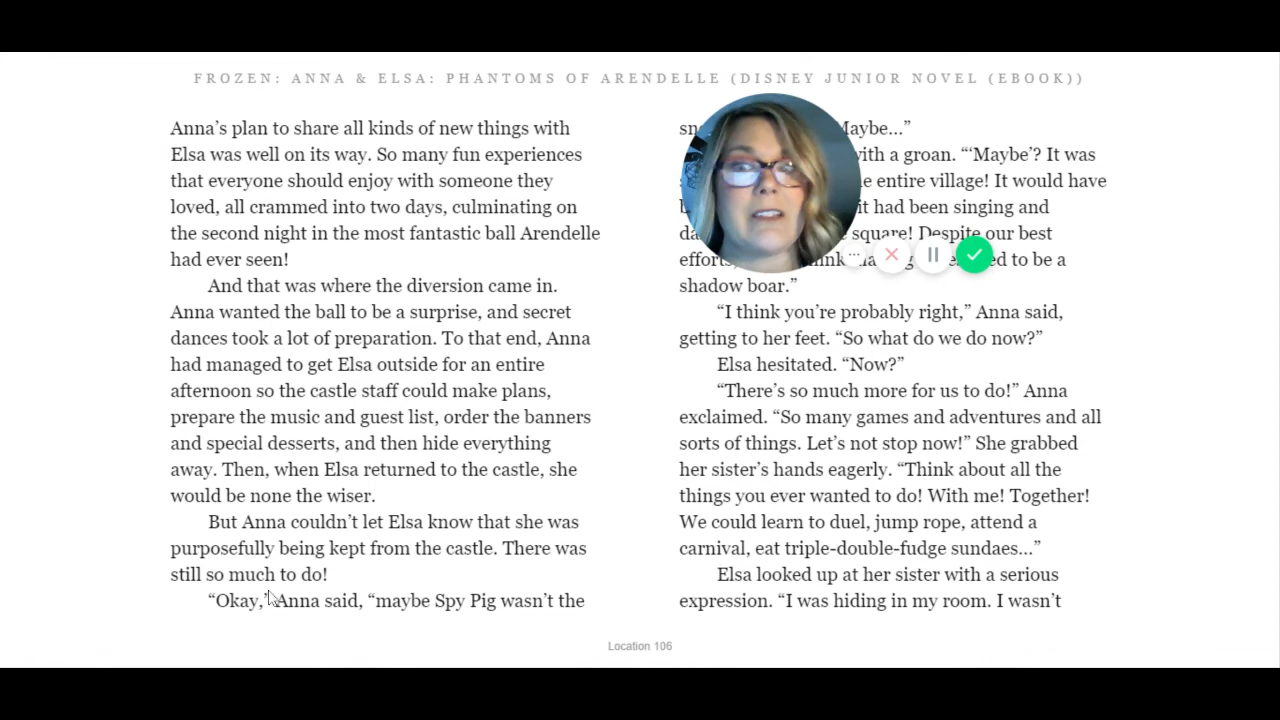 FROZEN: ANNA & ELSA: PHANTOMS OF ARENDELLE (DISNEY JUNIOR NOVEL (EBOOK))
Anna’s plan to share all kinds of new things with
Elsa was well on its way. So many fun experiences
that everyone should enjoy with someone they
loved, all crammed into two days, culminating on
the second night in the most fantastic ball Arendelle
had ever seen!
And that was where the diversion came in.
Anna wanted the ball to be a surprise, and secret
dances took a lot of preparation. To that end, Anna
had managed to get Elsa outside for an entire
afternoon so the castle staff could make plans,
prepare the music and guest list, order the banners
and special desserts, and then hide everything
away. Then, when Elsa returned to the castle, she
would be none the wiser.
But Anna couldn’t let Elsa know that she was
purposefully being kept from the castle. There was
still so much to do!
“Okay,” Anna said, “maybe Spy Pig wasn’t the
Maybe...”
with a groan. “‘Maybe’? It was
entire village! It would have
it had been singing and
square! Despite our best
to be a
shadow boar.”
“I think you’re probably right,” Anna said,
getting to her feet. “So what do we do now?”
Elsa hesitated. “Now?”
“There’s so much more for us to do!” Anna
exclaimed. “So many games and adventures and all
sorts of things. Let’s not stop now!” She grabbed
her sister’s hands eagerly. “Think about all the
things you ever wanted to do! With me! Together!
We could learn to duel, jump rope, attend a
carnival, eat triple-double-fudge sundaes...”
Elsa looked up at her sister with a serious
expression. “I was hiding in my room. I wasn’t
Location 106